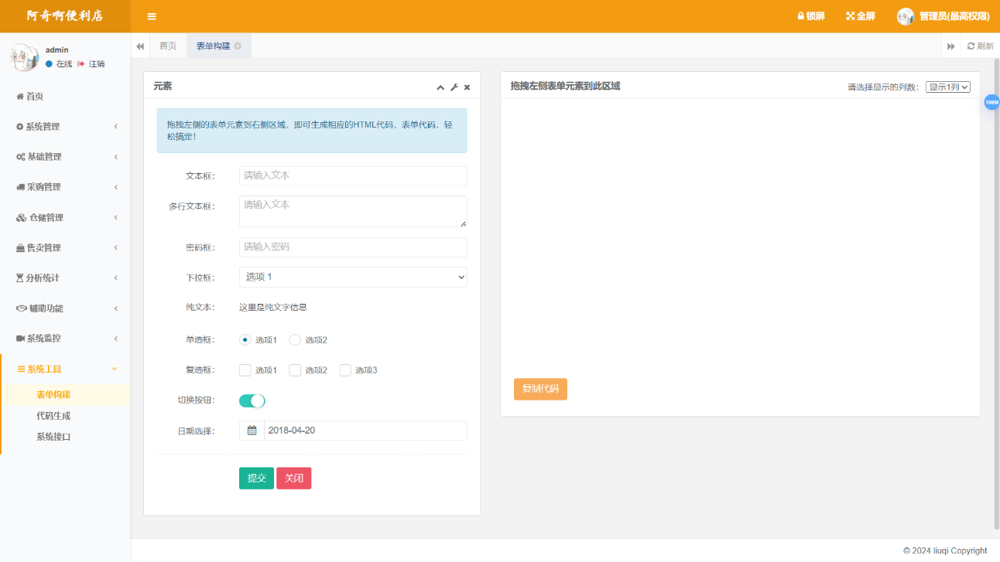 阿奇啊便利店
锁屏
全屏
管理员(最高权限)
admin
在线
注销
首页
表单构建
刷新
首页
系统管理
基础管理
采购管理
仓储管理
售卖管理
分析统计
辅助功能
系统监控
系统工具
表单构建
代码生成
系统接口
元素
拖拽左侧的表单元素到右侧区域，即可生成相应的HTML代码，表单代码，轻
松搞定！
文本框：
请输入文本
多行文本框：
请输入文本
密码框：
请输入密码
下拉框：
选项 1
纯文本：
这里是纯文字信息
单选框：
选项1
选项2
复选框：
选项1
选项2
选项3
切换按钮：
日期选择：
2018-04-20
提交
关闭
拖拽左侧表单元素到此区域
请选择显示的列数：
显示1列
108M
复制代码
© 2024 liuqi Copyright